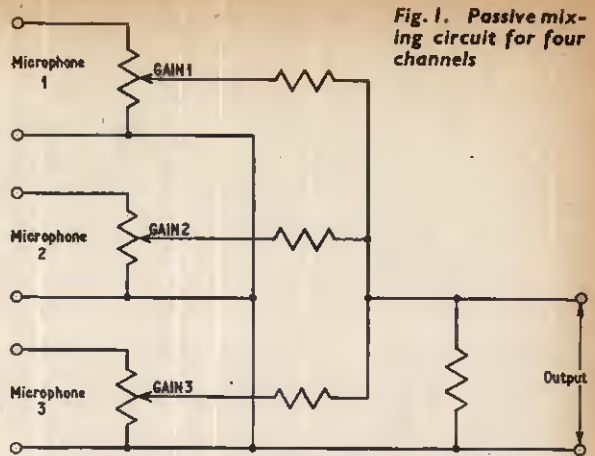 Fig. 1. Passive mix-
ing circuit for four
channels
Microphone
1
GAIN 1
Microphone
2
GAIN 2
Microphone
3
GAIN 3
Output